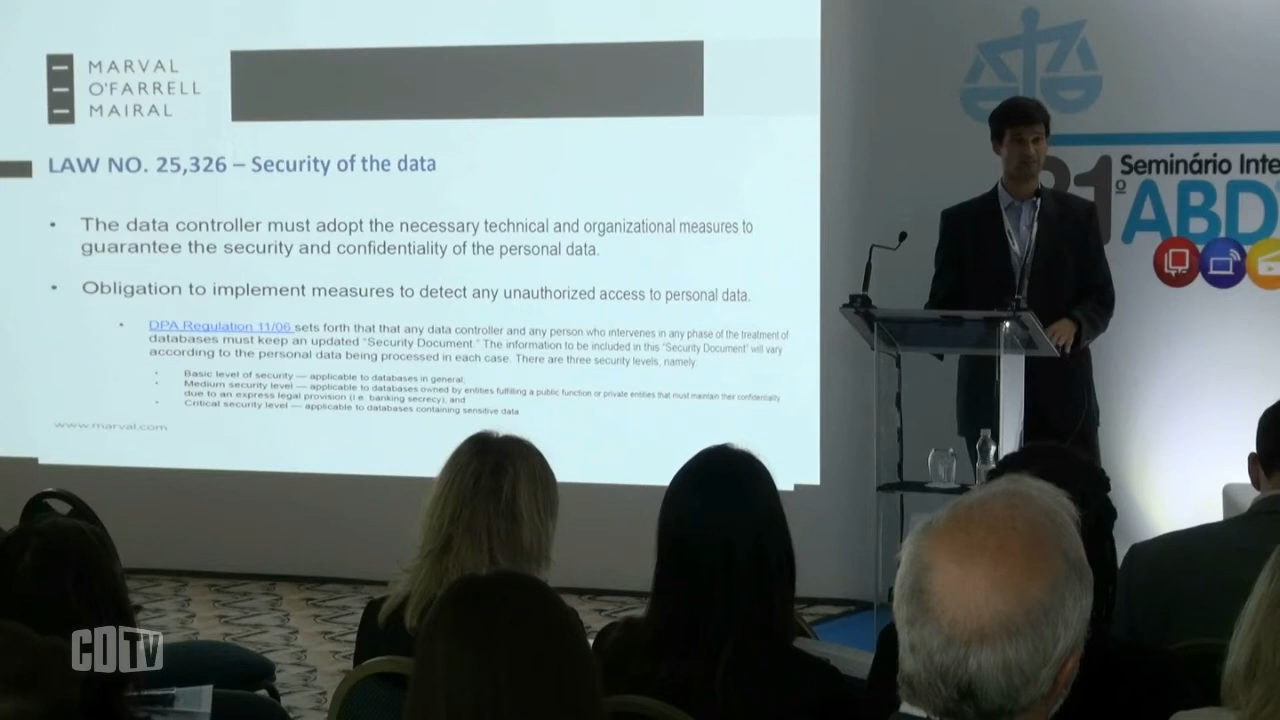 MARVAL
O'FARRELL
MAIRAL
LAW NO. 25,326 – Security of the data
• The data controller must adopt the necessary technical and organizational measures to
guarantee the security and confidentiality of the personal data.
• Obligation to implement measures to detect any unauthorized access to personal data.
• DPA Regulation 11/06 sets forth that that any data controller and any person who intervenes in any phase of the treatment of
databases must keep an updated “Security Document.” The information to be included in this “Security Document” will vary
according to the personal data being processed in each case. There are three security levels, namely:
• Basic level of security — applicable to databases in general;
• Medium security level — applicable to databases owned by entities fulfilling a public function or private entities that must maintain their confidentiality
due to an express legal provision (i.e. banking secrecy); and
• Critical security level — applicable to databases containing sensitive data
www.marval.com
1º
Seminário Inte
ABD
CDTV